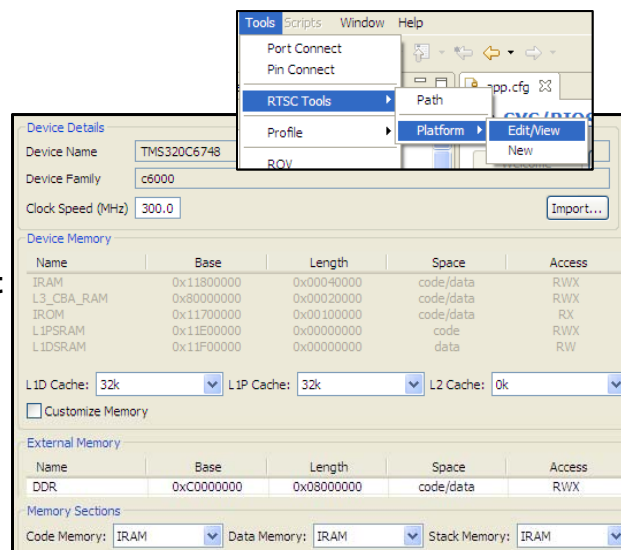 Tools Scripts Window Help
Port Connect
Pin Connect
RTSC Tools
Path
app.cfg
Profile
Platform
Edit/View
New
ROV
Device Details
Device Name TMS320C6748
Device Family c6000
Clock Speed (MHz) 300.0 Import...
Device Memory
Name Base Length Space Access
IRAM 0x11800000 0x00040000 code/data RWX
L3_CBA_RAM 0x80000000 0x00020000 code/data RWX
IROM 0x11700000 0x00100000 code/data RX
L1PSRAM 0x11E00000 0x00000000 code RWX
L1DSRAM 0x11F00000 0x00000000 data RW
L1D Cache: 32k L1P Cache: 32k L2 Cache: 0k
Customize Memory
External Memory
Name Base Length Space Access
DDR 0xC0000000 0x08000000 code/data RWX
Memory Sections
Code Memory: IRAM Data Memory: IRAM Stack Memory: IRAM